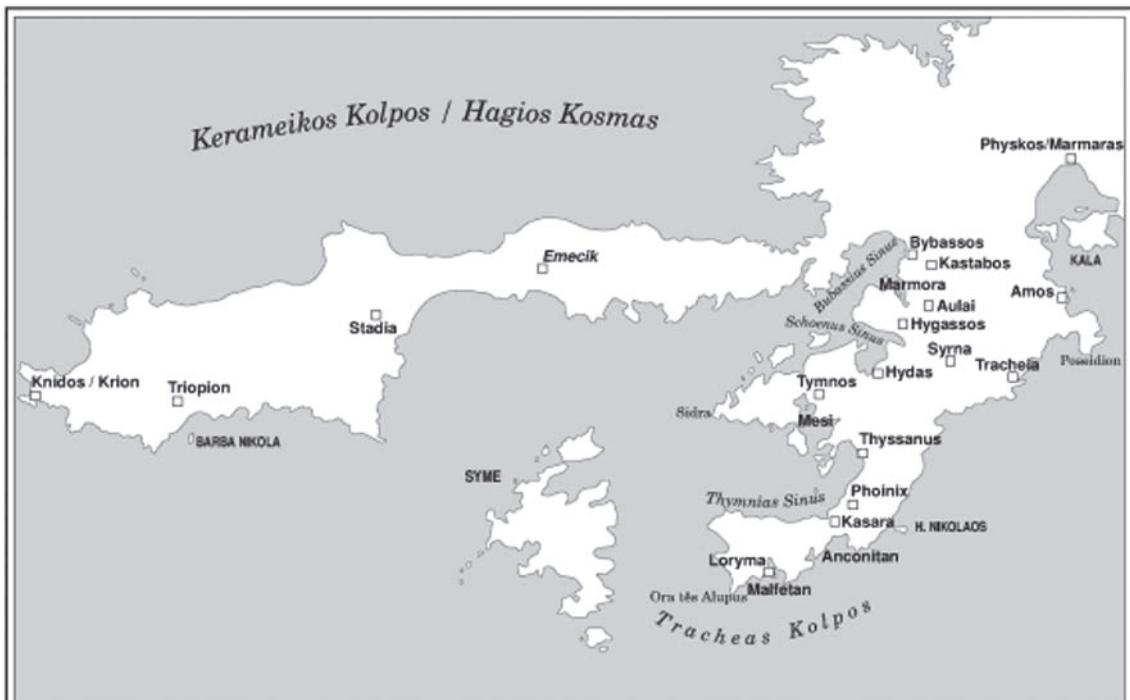 Kerameikos Kolpos / Hagios Kosmas
Physkos/Marmaras
Bybassos
Emecik
Kastabos
KALA
Bubassius Sinus
Marmora
Amos
Aulai
Stadia
Schoenus Sinus
Hygassos
Syrna
Poseidion
Tracheia
Hydas
Knidos / Krion
Triopion
Tymnos
Sidra
Mesi
BARBA NIKOLA
Thyssanus
SYME
Phoinix
Thymnias Sinus
Kasara
H. NIKOLAOS
Anconitan
Loryma
Malfetan
Ora tês Alupus
Tracheas Kolpos